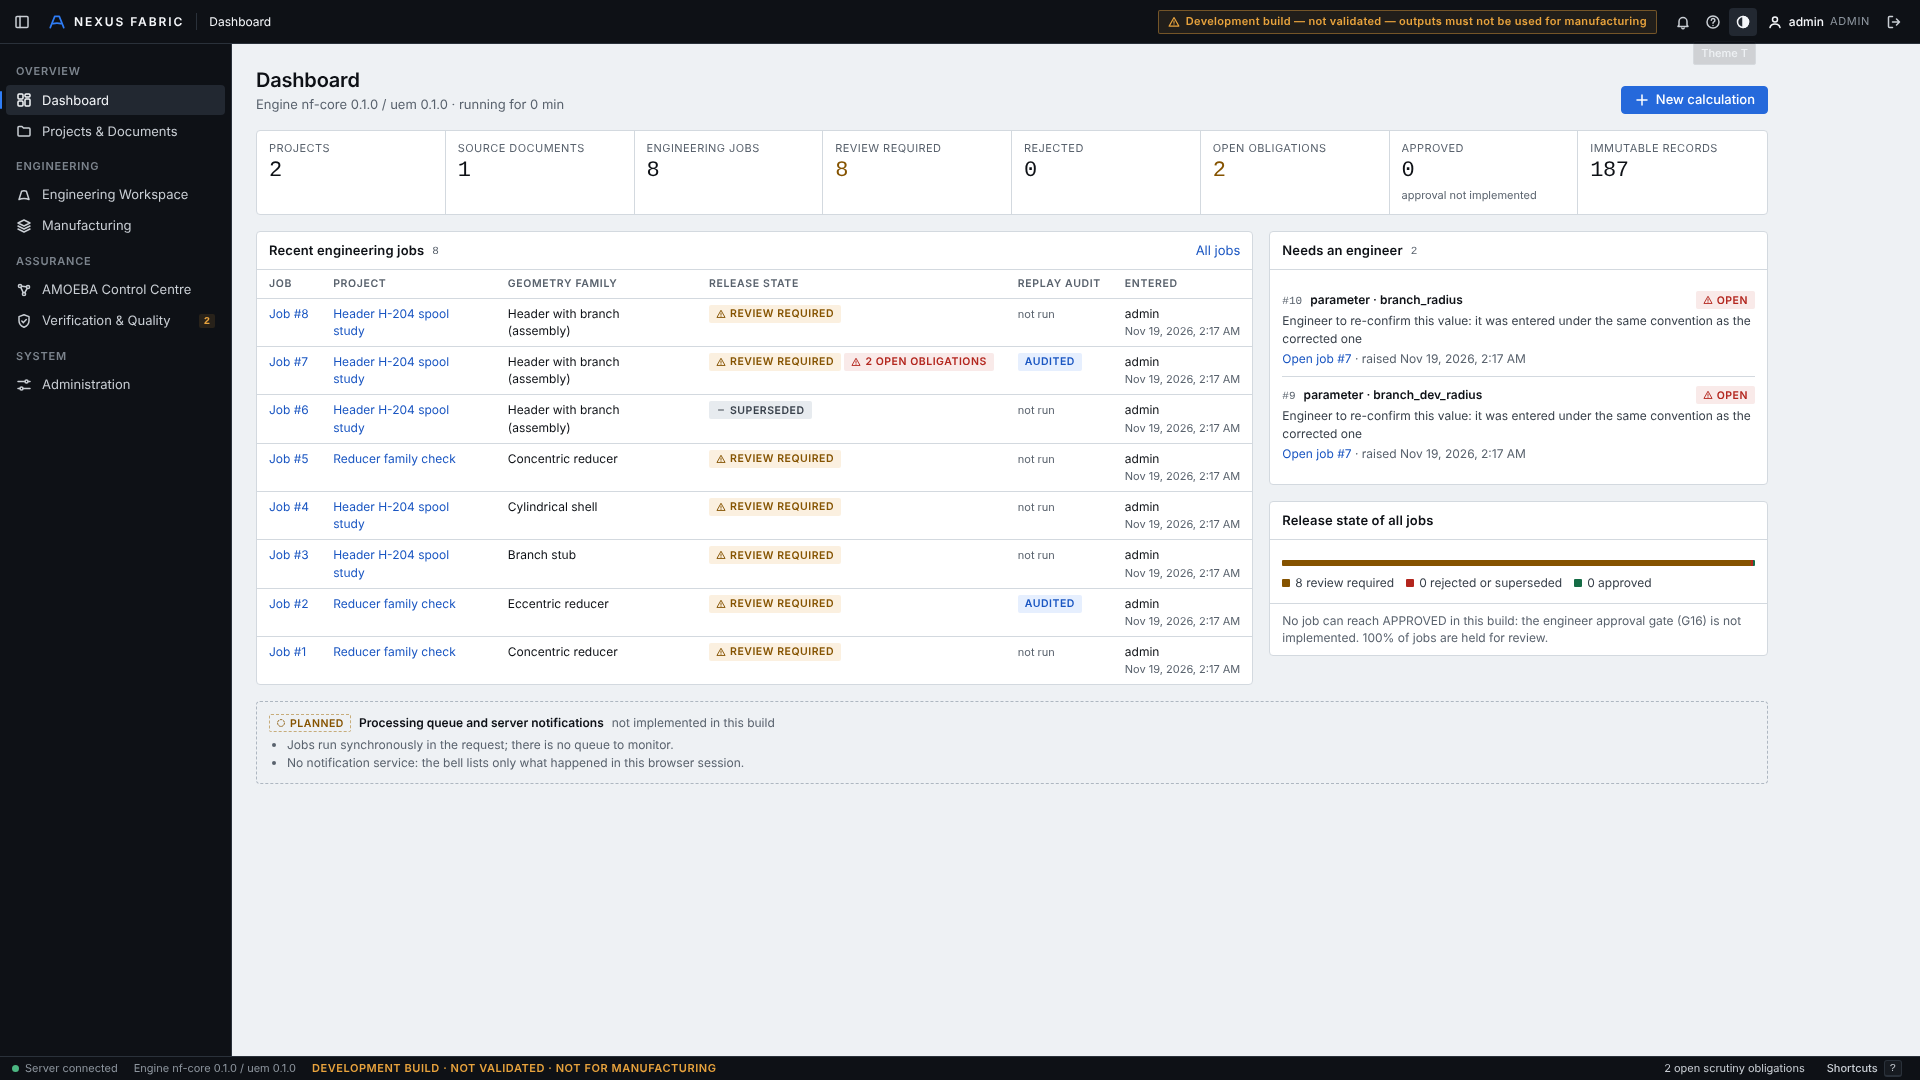 NEXUS FABRIC
Dashboard
Development build — not validated — outputs must not be used for manufacturing
admin ADMIN
Theme T
OVERVIEW
Dashboard
Projects & Documents
ENGINEERING
Engineering Workspace
Manufacturing
ASSURANCE
AMOEBA Control Centre
Verification & Quality 2
SYSTEM
Administration
Dashboard
Engine nf-core 0.1.0 / uem 0.1.0 · running for 0 min
New calculation
PROJECTS
2
SOURCE DOCUMENTS
1
ENGINEERING JOBS
8
REVIEW REQUIRED
8
REJECTED
0
OPEN OBLIGATIONS
2
APPROVED
0
approval not implemented
IMMUTABLE RECORDS
187
Recent engineering jobs 8
All jobs
JOB PROJECT GEOMETRY FAMILY RELEASE STATE REPLAY AUDIT ENTERED
Job #8 Header H-204 spool study Header with branch (assembly) REVIEW REQUIRED not run admin Nov 19, 2026, 2:17 AM
Job #7 Header H-204 spool study Header with branch (assembly) REVIEW REQUIRED 2 OPEN OBLIGATIONS AUDITED admin Nov 19, 2026, 2:17 AM
Job #6 Header H-204 spool study Header with branch (assembly) SUPERSEDED not run admin Nov 19, 2026, 2:17 AM
Job #5 Reducer family check Concentric reducer REVIEW REQUIRED not run admin Nov 19, 2026, 2:17 AM
Job #4 Header H-204 spool study Cylindrical shell REVIEW REQUIRED not run admin Nov 19, 2026, 2:17 AM
Job #3 Header H-204 spool study Branch stub REVIEW REQUIRED not run admin Nov 19, 2026, 2:17 AM
Job #2 Reducer family check Eccentric reducer REVIEW REQUIRED AUDITED admin Nov 19, 2026, 2:17 AM
Job #1 Reducer family check Concentric reducer REVIEW REQUIRED not run admin Nov 19, 2026, 2:17 AM
Needs an engineer 2
#10 parameter · branch_radius OPEN
Engineer to re-confirm this value: it was entered under the same convention as the
corrected one
Open job #7 · raised Nov 19, 2026, 2:17 AM
#9 parameter · branch_dev_radius OPEN
Engineer to re-confirm this value: it was entered under the same convention as the
corrected one
Open job #7 · raised Nov 19, 2026, 2:17 AM
Release state of all jobs
8 review required 0 rejected or superseded 0 approved
No job can reach APPROVED in this build: the engineer approval gate (G16) is not
implemented. 100% of jobs are held for review.
PLANNED Processing queue and server notifications not implemented in this build
• Jobs run synchronously in the request; there is no queue to monitor.
• No notification service: the bell lists only what happened in this browser session.
Server connected Engine nf-core 0.1.0 / uem 0.1.0 DEVELOPMENT BUILD · NOT VALIDATED · NOT FOR MANUFACTURING
2 open scrutiny obligations Shortcuts ?